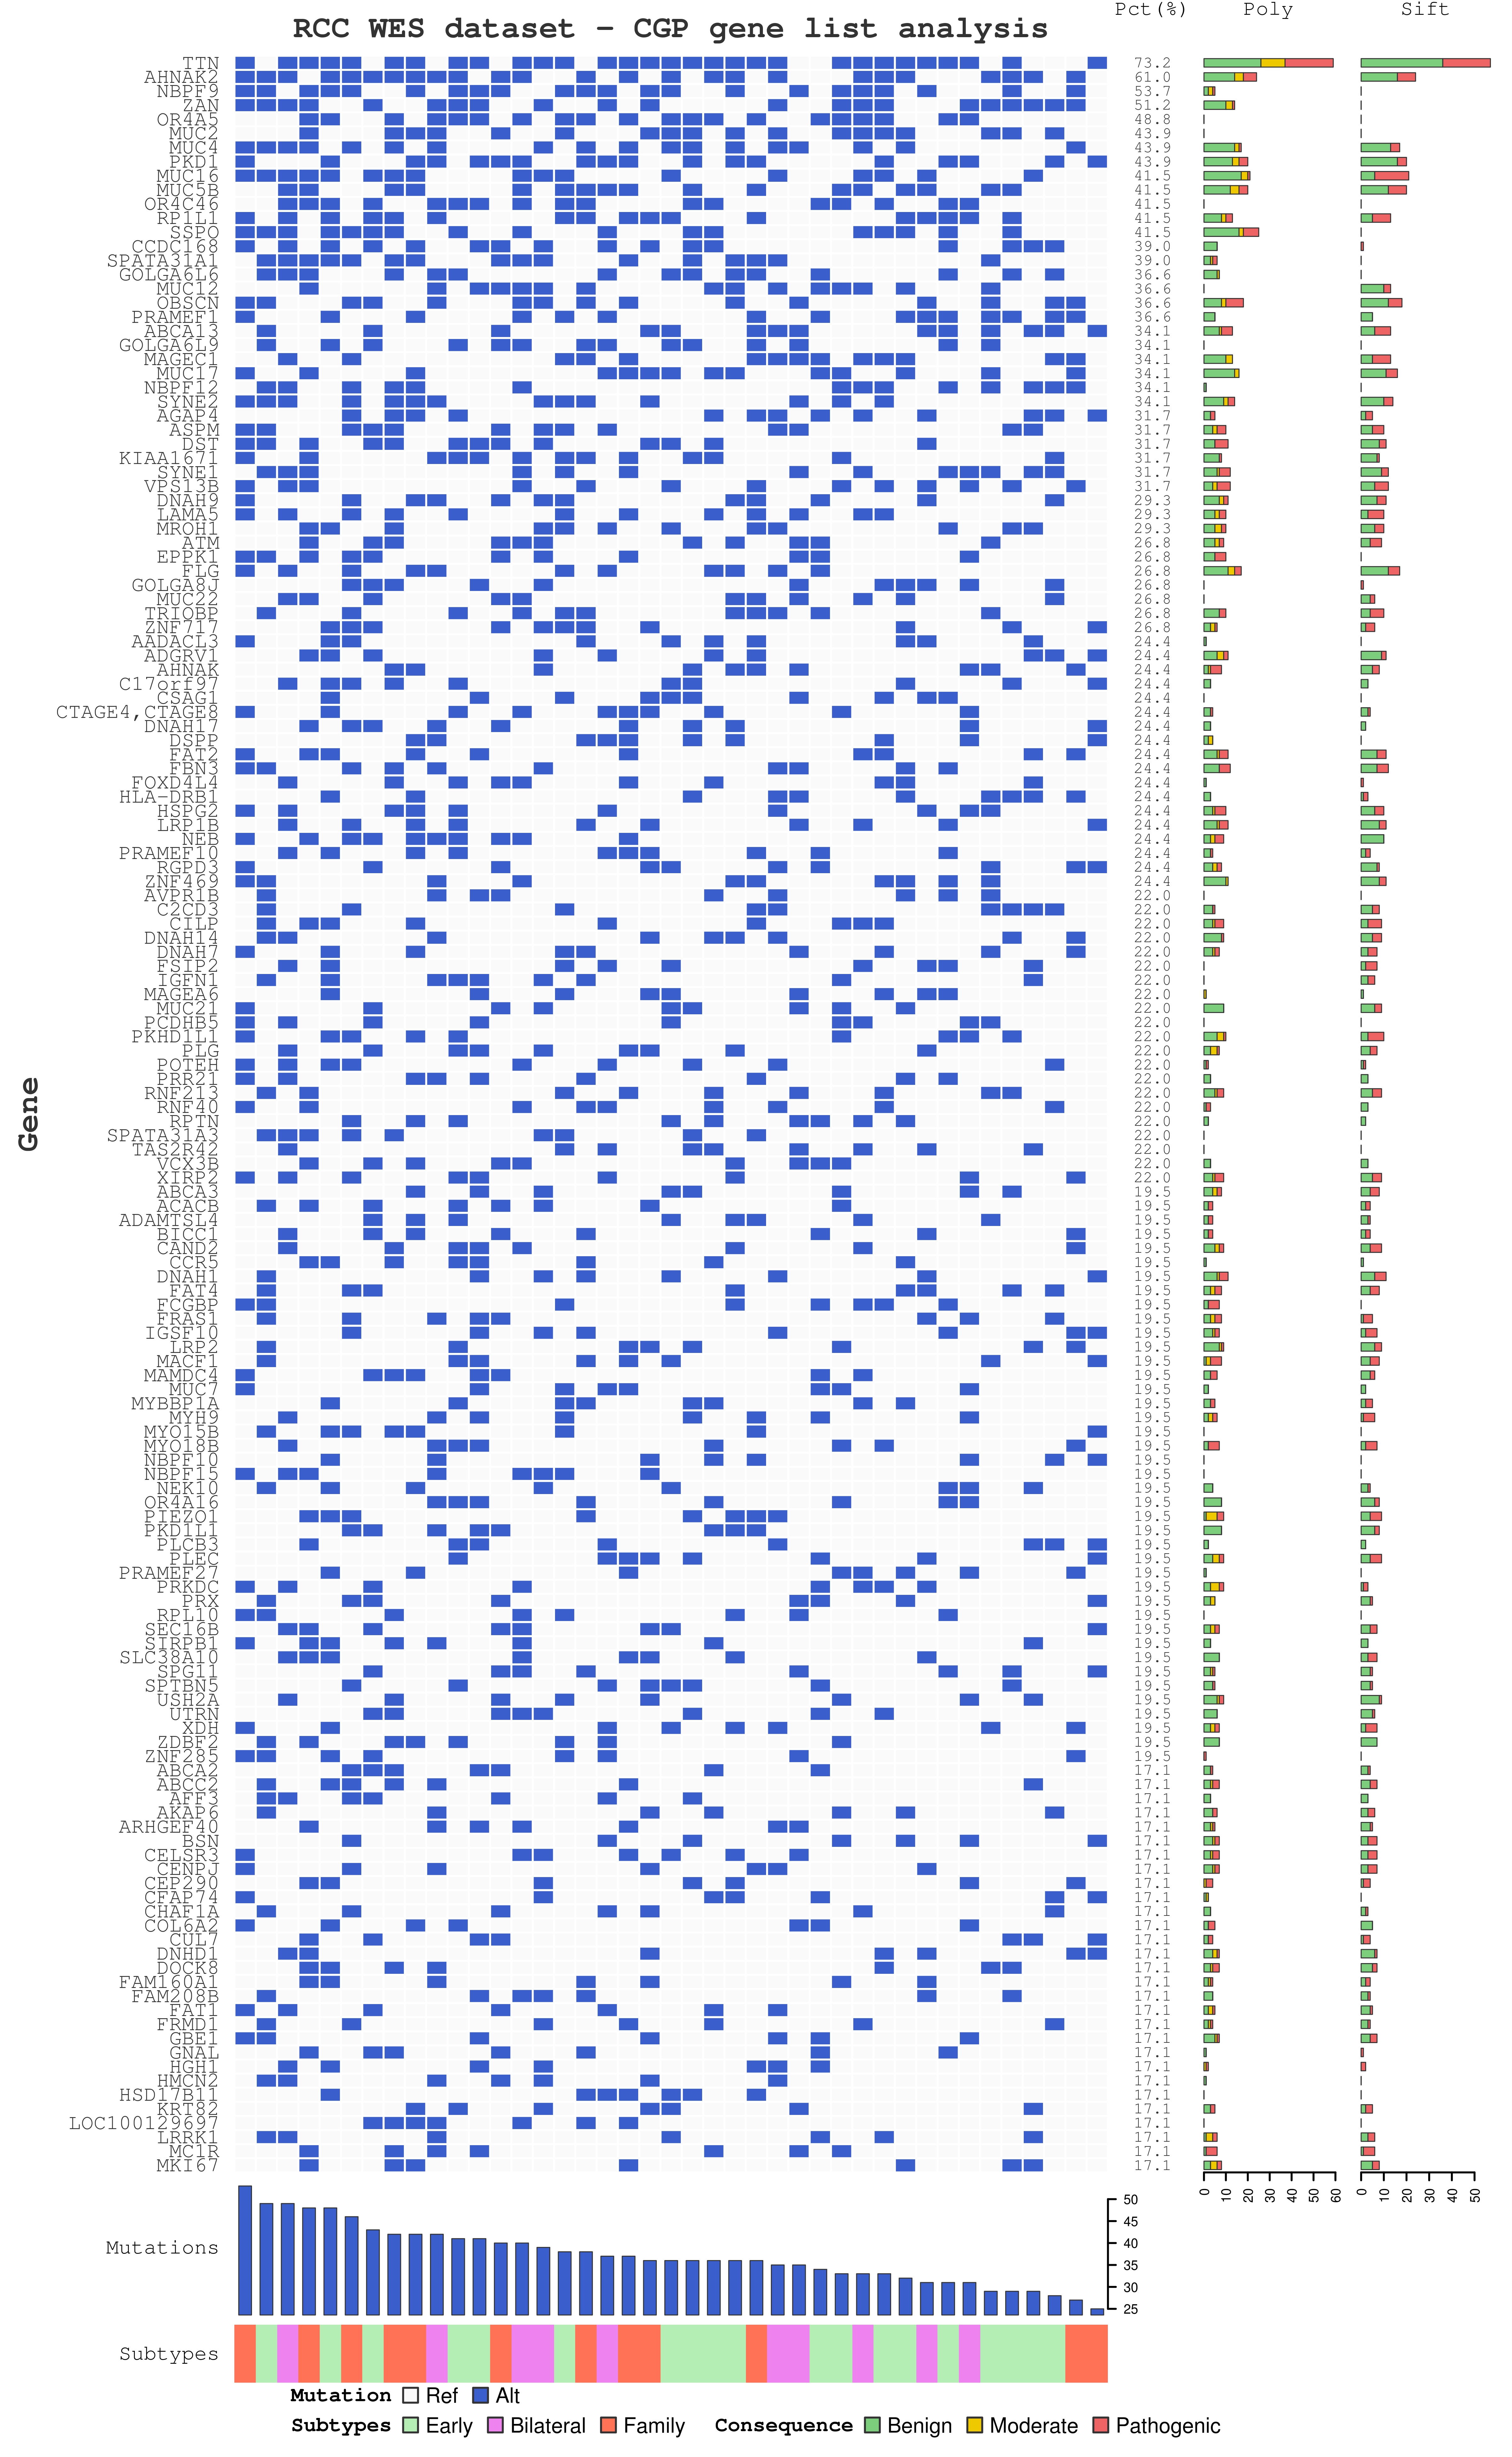 Pct(%) Poly Sift
RCC WES dataset - CGP gene list analysis
TTN 73.2
AHNAK2 61.0
NBPF9 53.7
ZAN 51.2
OR4A5 48.8
MUC2 43.9
MUC4 43.9
PKD1 43.9
MUC16 41.5
MUC5B 41.5
OR4C46 41.5
RP1L1 41.5
SSPO 41.5
CCDC168 39.0
SPATA31A1 39.0
GOLGA6L6 36.6
MUC12 36.6
OBSCN 36.6
PRAMEF1 36.6
ABCA13 34.1
GOLGA6L9 34.1
MAGEC1 34.1
MUC17 34.1
NBPF12 34.1
SYNE2 34.1
AGAP4 31.7
ASPM 31.7
DST 31.7
KIAA1671 31.7
SYNE1 31.7
VPS13B 31.7
DNAH9 29.3
LAMA5 29.3
MROH1 29.3
ATM 26.8
EPPK1 26.8
FLG 26.8
GOLGA8J 26.8
MUC22 26.8
TRIOBP 26.8
ZNF717 26.8
AADACL3 24.4
ADGRV1 24.4
AHNAK 24.4
C17orf97 24.4
CSAG1 24.4
CTAGE4,CTAGE8 24.4
DNAH17 24.4
DSPP 24.4
FAT2 24.4
FBN3 24.4
FOXD4L4 24.4
HLA-DRB1 24.4
HSPG2 24.4
LRP1B 24.4
NEB 24.4
PRAMEF10 24.4
RGPD3 24.4
ZNF469 24.4
AVPR1B 22.0
C2CD3 22.0
CILP 22.0
DNAH14 22.0
DNAH7 22.0
FSIP2 22.0
IGFN1 22.0
MAGEA6 22.0
MUC21 22.0
PCDHB5 22.0
PKHD1L1 22.0
PLG 22.0
POTEH 22.0
PRR21 22.0
RNF213 22.0
RNF40 22.0
RPTN 22.0
SPATA31A3 22.0
TAS2R42 22.0
VCX3B 22.0
XIRP2 22.0
ABCA3 19.5
ACACB 19.5
ADAMTSL4 19.5
BICC1 19.5
CAND2 19.5
CCR5 19.5
DNAH1 19.5
FAT4 19.5
FCGBP 19.5
FRAS1 19.5
IGSF10 19.5
LRP2 19.5
MACF1 19.5
MAMDC4 19.5
MUC7 19.5
MYBBP1A 19.5
MYH9 19.5
MYO15B 19.5
MYO18B 19.5
NBPF10 19.5
NBPF15 19.5
NEK10 19.5
OR4A16 19.5
PIEZO1 19.5
PKD1L1 19.5
PLCB3 19.5
PLEC 19.5
PRAMEF27 19.5
PRKDC 19.5
PRX 19.5
RPL10 19.5
SEC16B 19.5
SIRPB1 19.5
SLC38A10 19.5
SPG11 19.5
SPTBN5 19.5
USH2A 19.5
UTRN 19.5
XDH 19.5
ZDBF2 19.5
ZNF285 19.5
ABCA2 17.1
ABCC2 17.1
AFF3 17.1
AKAP6 17.1
ARHGEF40 17.1
BSN 17.1
CELSR3 17.1
CENPJ 17.1
CEP290 17.1
CFAP74 17.1
CHAF1A 17.1
COL6A2 17.1
CUL7 17.1
DNHD1 17.1
DOCK8 17.1
FAM160A1 17.1
FAM208B 17.1
FAT1 17.1
FRMD1 17.1
GBE1 17.1
GNAL 17.1
HGH1 17.1
HMCN2 17.1
HSD17B11 17.1
KRT82 17.1
LOC100129697 17.1
LRRK1 17.1
MC1R 17.1
MKI67 17.1
Gene
0 10 20 30 40 50 60
0 10 20 30 40 50
Mutations
50
45
40
35
30
25
Subtypes
Mutation Ref Alt
Subtypes Early Bilateral Family Consequence Benign Moderate Pathogenic